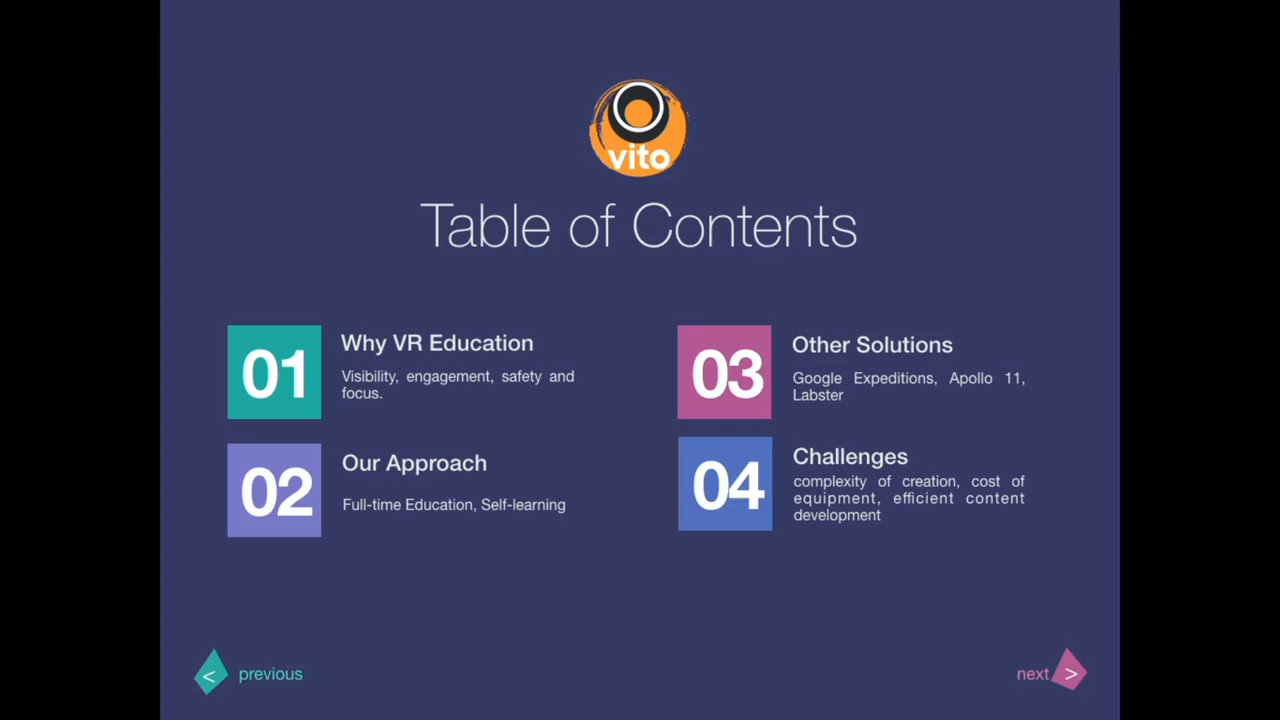 vito
Table of Contents
01
Why VR Education
Visibility, engagement, safety and
focus.
02
Our Approach
Full-time Education, Self-learning
03
Other Solutions
Google Expeditions, Apollo 11,
Labster
04
Challenges
complexity of creation, cost of
equipment, efficient content
development
< previous
next >